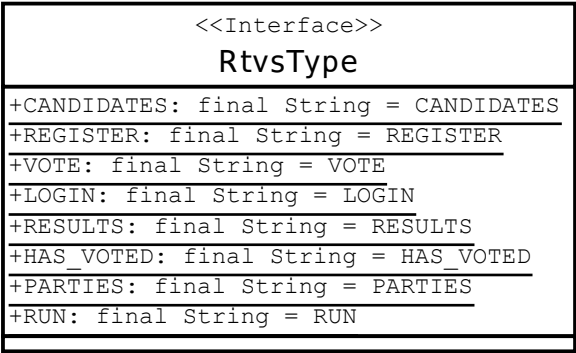 <<Interface>>
RtvsType
+CANDIDATES: final String = CANDIDATES
+REGISTER: final String = REGISTER
+VOTE: final String = VOTE
+LOGIN: final String = LOGIN
+RESULTS: final String = RESULTS
+HAS_VOTED: final String = HAS_VOTED
+PARTIES: final String = PARTIES
+RUN: final String = RUN